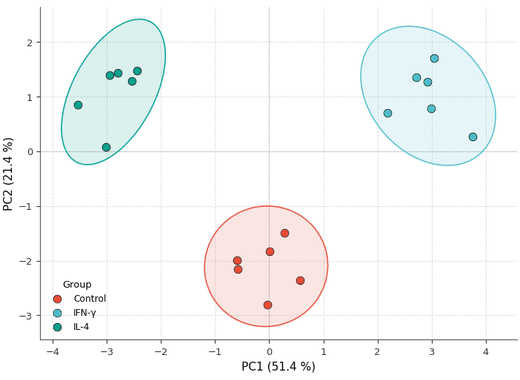 2
1
0
−1
−2
−3
PC2 (21.4 %)
Group
Control
IFN-γ
IL-4
−4 −3 −2 −1 0 1 2 3 4
PC1 (51.4 %)